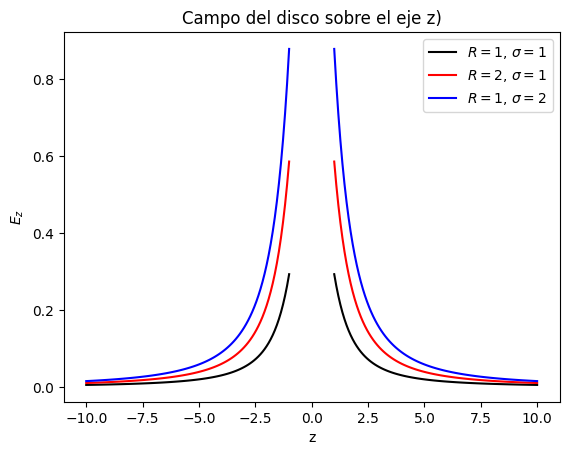 Campo del disco sobre el eje z)
R = 1, σ = 1
R = 2, σ = 1
R = 1, σ = 2
E_z
0.8
0.6
0.4
0.2
0.0
−10.0 −7.5 −5.0 −2.5 0.0 2.5 5.0 7.5 10.0
z